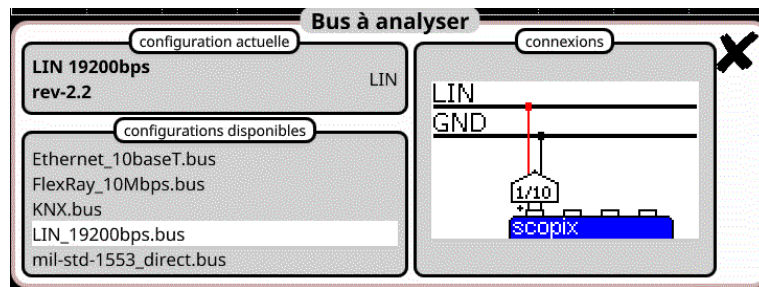 Bus à analyser
configuration actuelle
LIN 19200bps
LIN
rev-2.2
configurations disponibles
Ethernet_10baseT.bus
FlexRay_10Mbps.bus
KNX.bus
LIN_19200bps.bus
mil-std-1553_direct.bus
connexions
LIN
GND
1/10
+ -
scopix